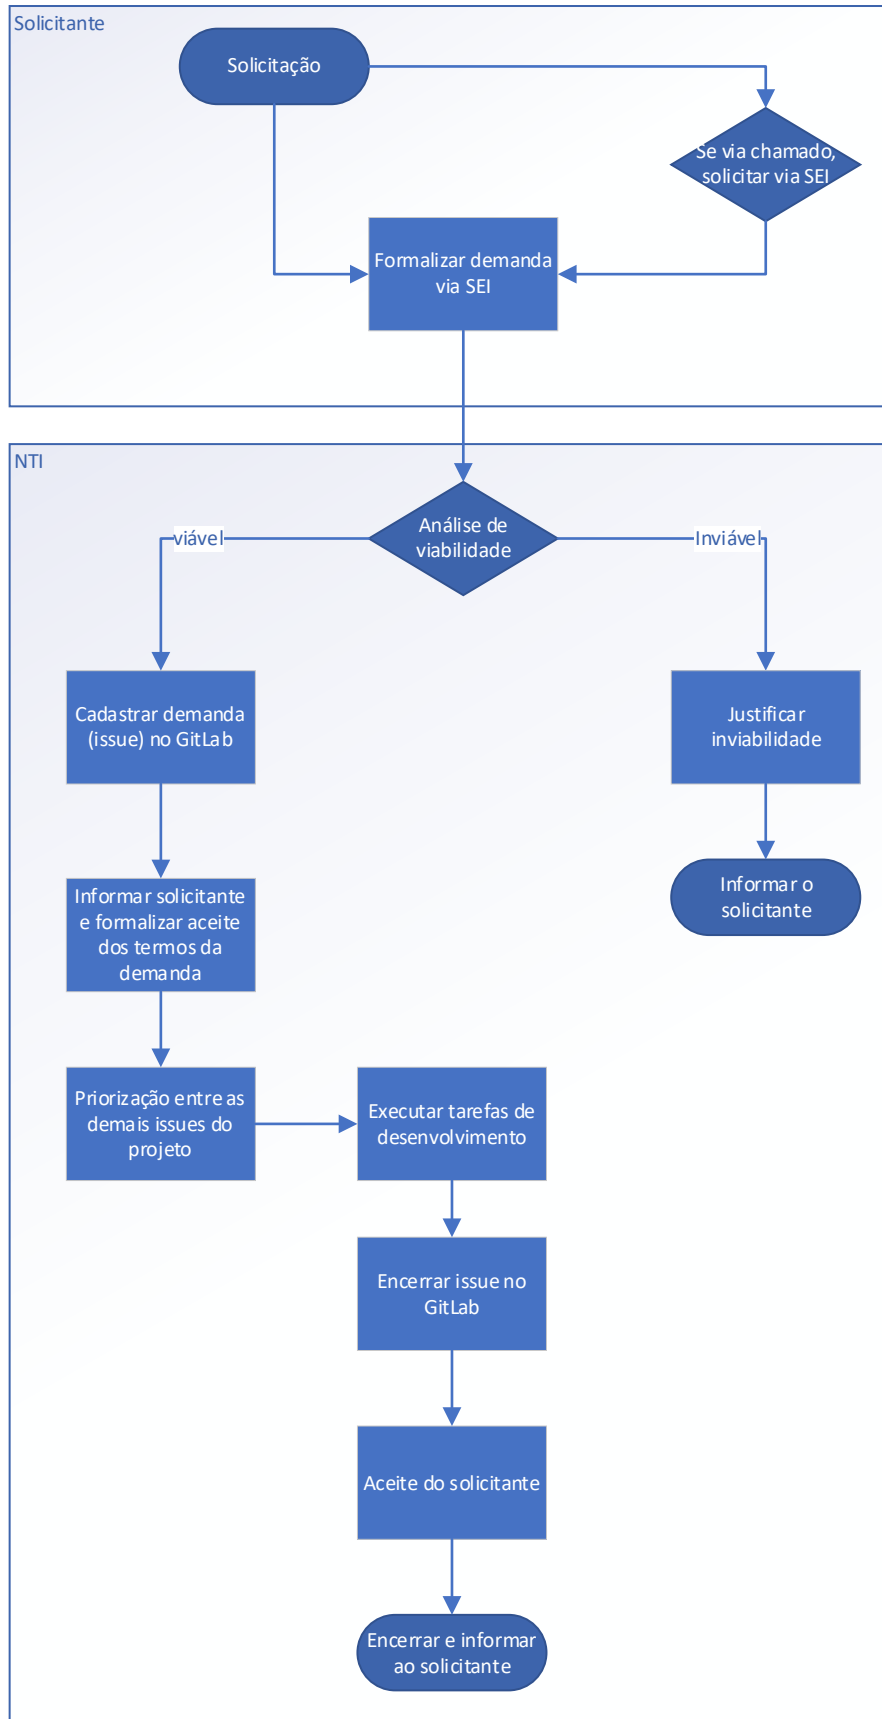 Solicitante
Solicitação
Se via chamado,
solicitar via SEI
Formalizar demanda
via SEI
NTI
Análise de
viabilidade
viável
Inviável
Cadastrar demanda
(issue) no GitLab
Justificar
inviabilidade
Informar solicitante
e formalizar aceite
dos termos da
demanda
Informar o
solicitante
Priorização entre as
demais issues do
projeto
Executar tarefas de
desenvolvimento
Encerrar issue no
GitLab
Aceite do solicitante
Encerrar e informar
ao solicitante